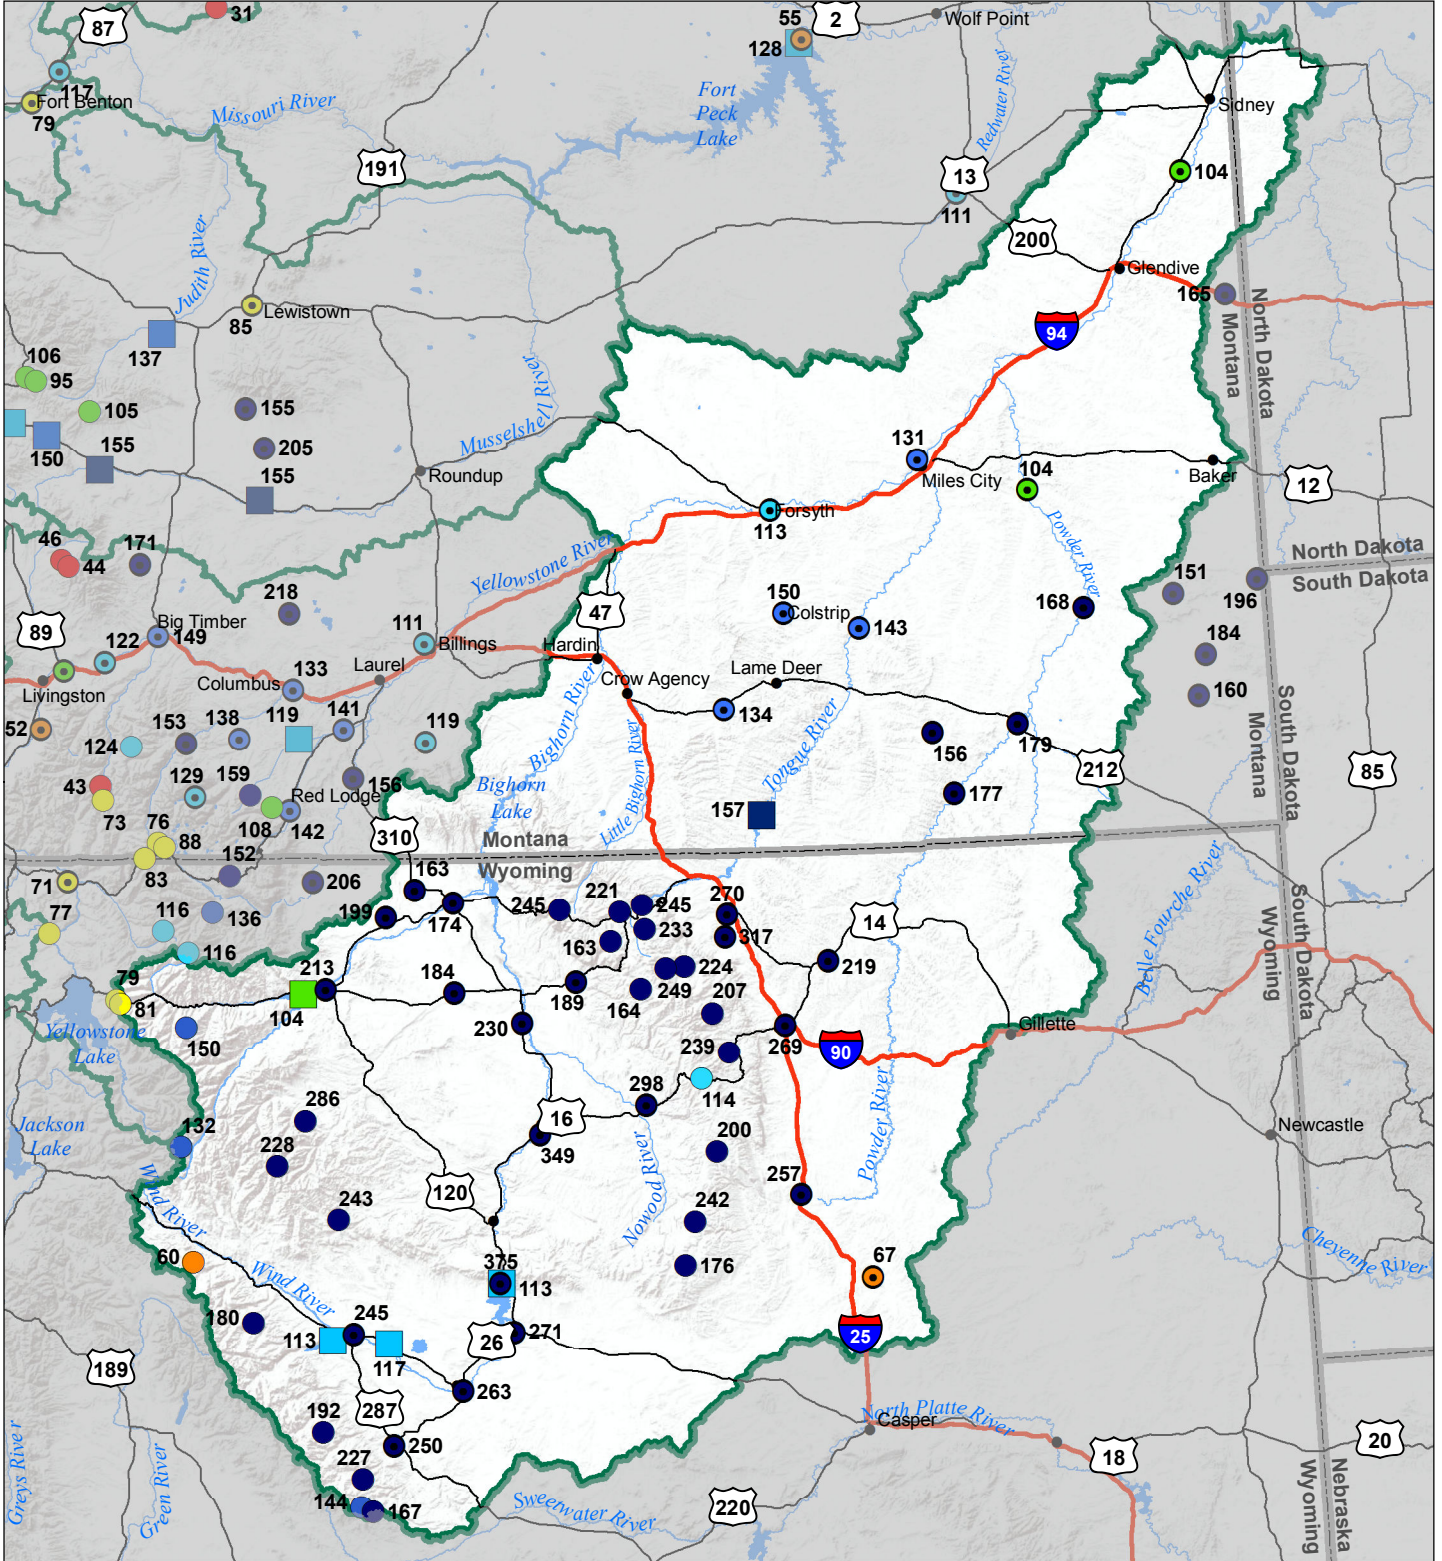 31
87
55
2
Wolf Point
128
117
Fort Benton
79
Missouri River
Fort
Peck
Lake
Redwater River
Sidney
191
13
104
111
200
Judith River
Glendive
165
85
Lewistown
94
North Dakota
Montana
137
106
95
105
155
Musselshell River
205
150
155
155
Roundup
131
Miles City
104
Baker
12
Forsyth
113
Powder River
46
44
171
Yellowstone River
North Dakota
South Dakota
151
196
218
47
150
Colstrip
143
168
89
122
Big Timber
149
111
Billings
Hardin
184
Livingston
Columbus
133
Laurel
Crow Agency
Lame Deer
160
52
153
138
119
141
119
134
Bighorn River
Little Bighorn River
Tongue River
156
179
South Dakota
Montana
124
212
85
43
73
129
159
108
Red Lodge
142
156
Bighorn
Lake
157
177
76
88
83
152
310
Montana
Wyoming
71
206
163
Belle Fourche River
77
116
136
199
174
245
221
245
270
163
233
317
14
South Dakota
Wyoming
116
79
81
213
104
184
189
164
249
224
219
207
Yellowstone
Lake
150
230
239
269
90
Gillette
114
298
286
16
Powder River
Jackson
Lake
132
228
349
Nowood River
200
Newcastle
Wind River
120
257
243
242
60
Wind River
375
113
176
67
Cheyenne River
180
245
113
117
26
271
25
189
263
287
192
250
North Platte River
Casper
227
18
20
Greys River
Green River
144
167
Sweetwater River
220
Nebraska
Wyoming